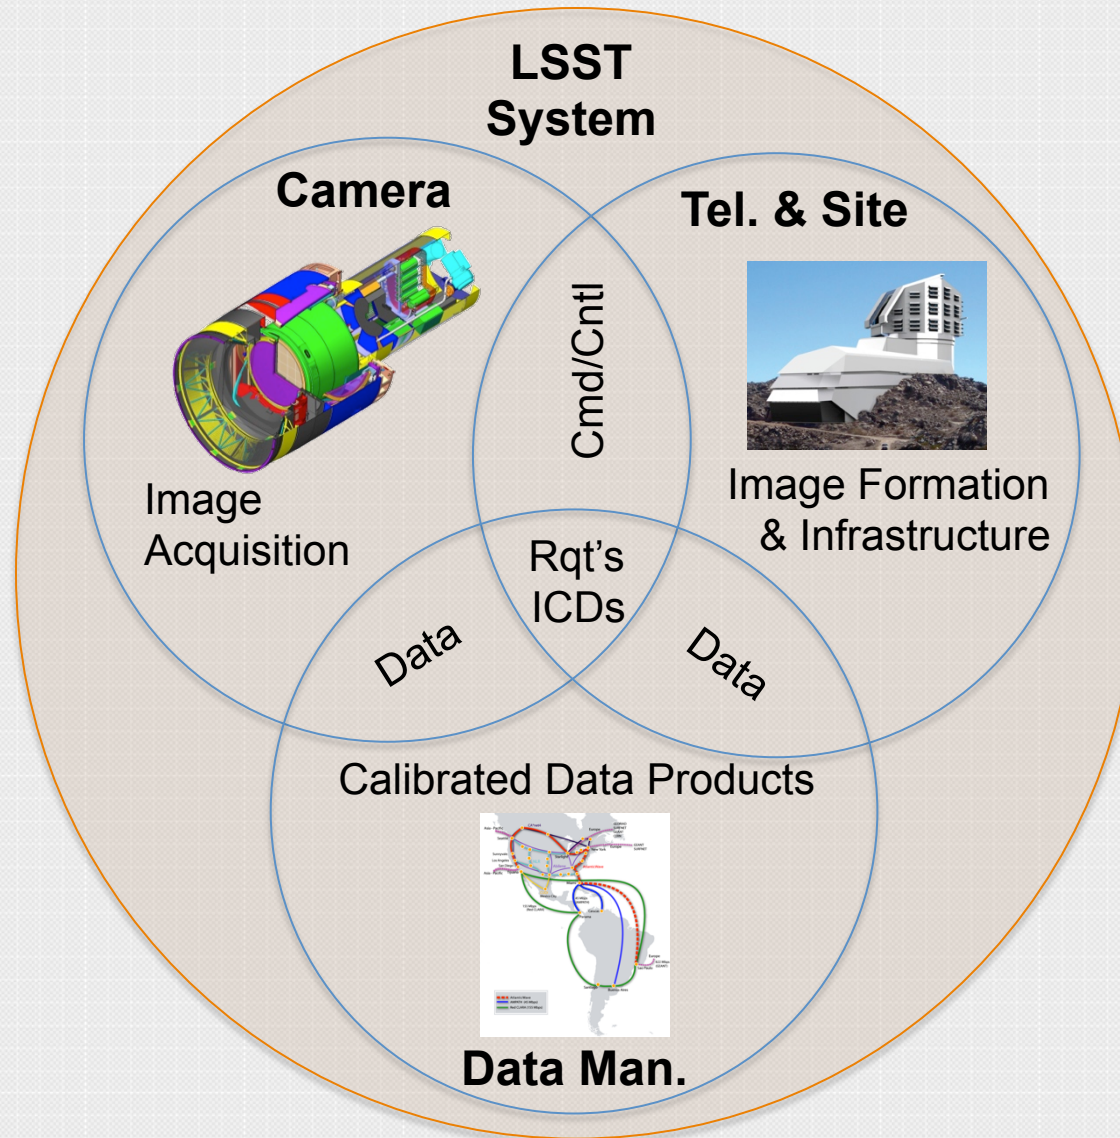 LSST
System
Camera
Tel. & Site
Cmd/Cntl
Image
Acquisition
Image Formation
& Infrastructure
Rqt's
ICDs
Data
Data
Calibrated Data Products
Data Man.